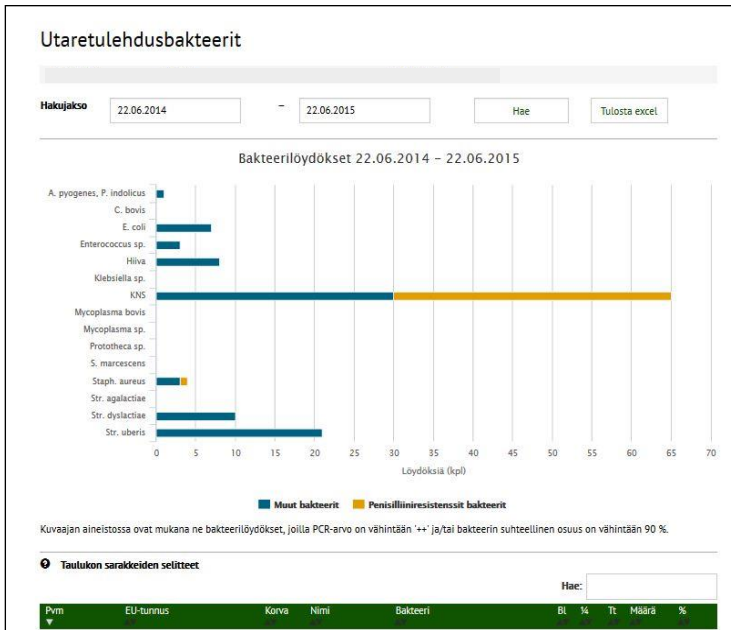 Utaretulehdusbakteerit
Hakujakso 22.06.2014 – 22.06.2015 Hae Tulosta excel
Bakteerilöydökset 22.06.2014 – 22.06.2015
A. pyogenes, P. indolicus
C. bovis
E. coli
Enterococcus sp.
Hiiva
Klebsiella sp.
KNS
Mycoplasma bovis
Mycoplasma sp.
Prototheca sp.
S. marcescens
Staph. aureus
Str. agalactiae
Str. dyslactiae
Str. uberis
0 5 10 15 20 25 30 35 40 45 50 55 60 65 70
Löydöksiä (kpl)
Muut bakteerit Penisilliiniresistenssit bakteerit
Kuvaajan aineistossa ovat mukana ne bakteerilöydökset, joilla PCR-arvo on vähintään '++' ja/tai bakteerin suhteellinen osuus on vähintään 90 %.
Taulukon sarakkeiden selitteet
Hae:
Pvm EU-tunnus Korva Nimi Bakteeri BL ¼ Tt Määrä %